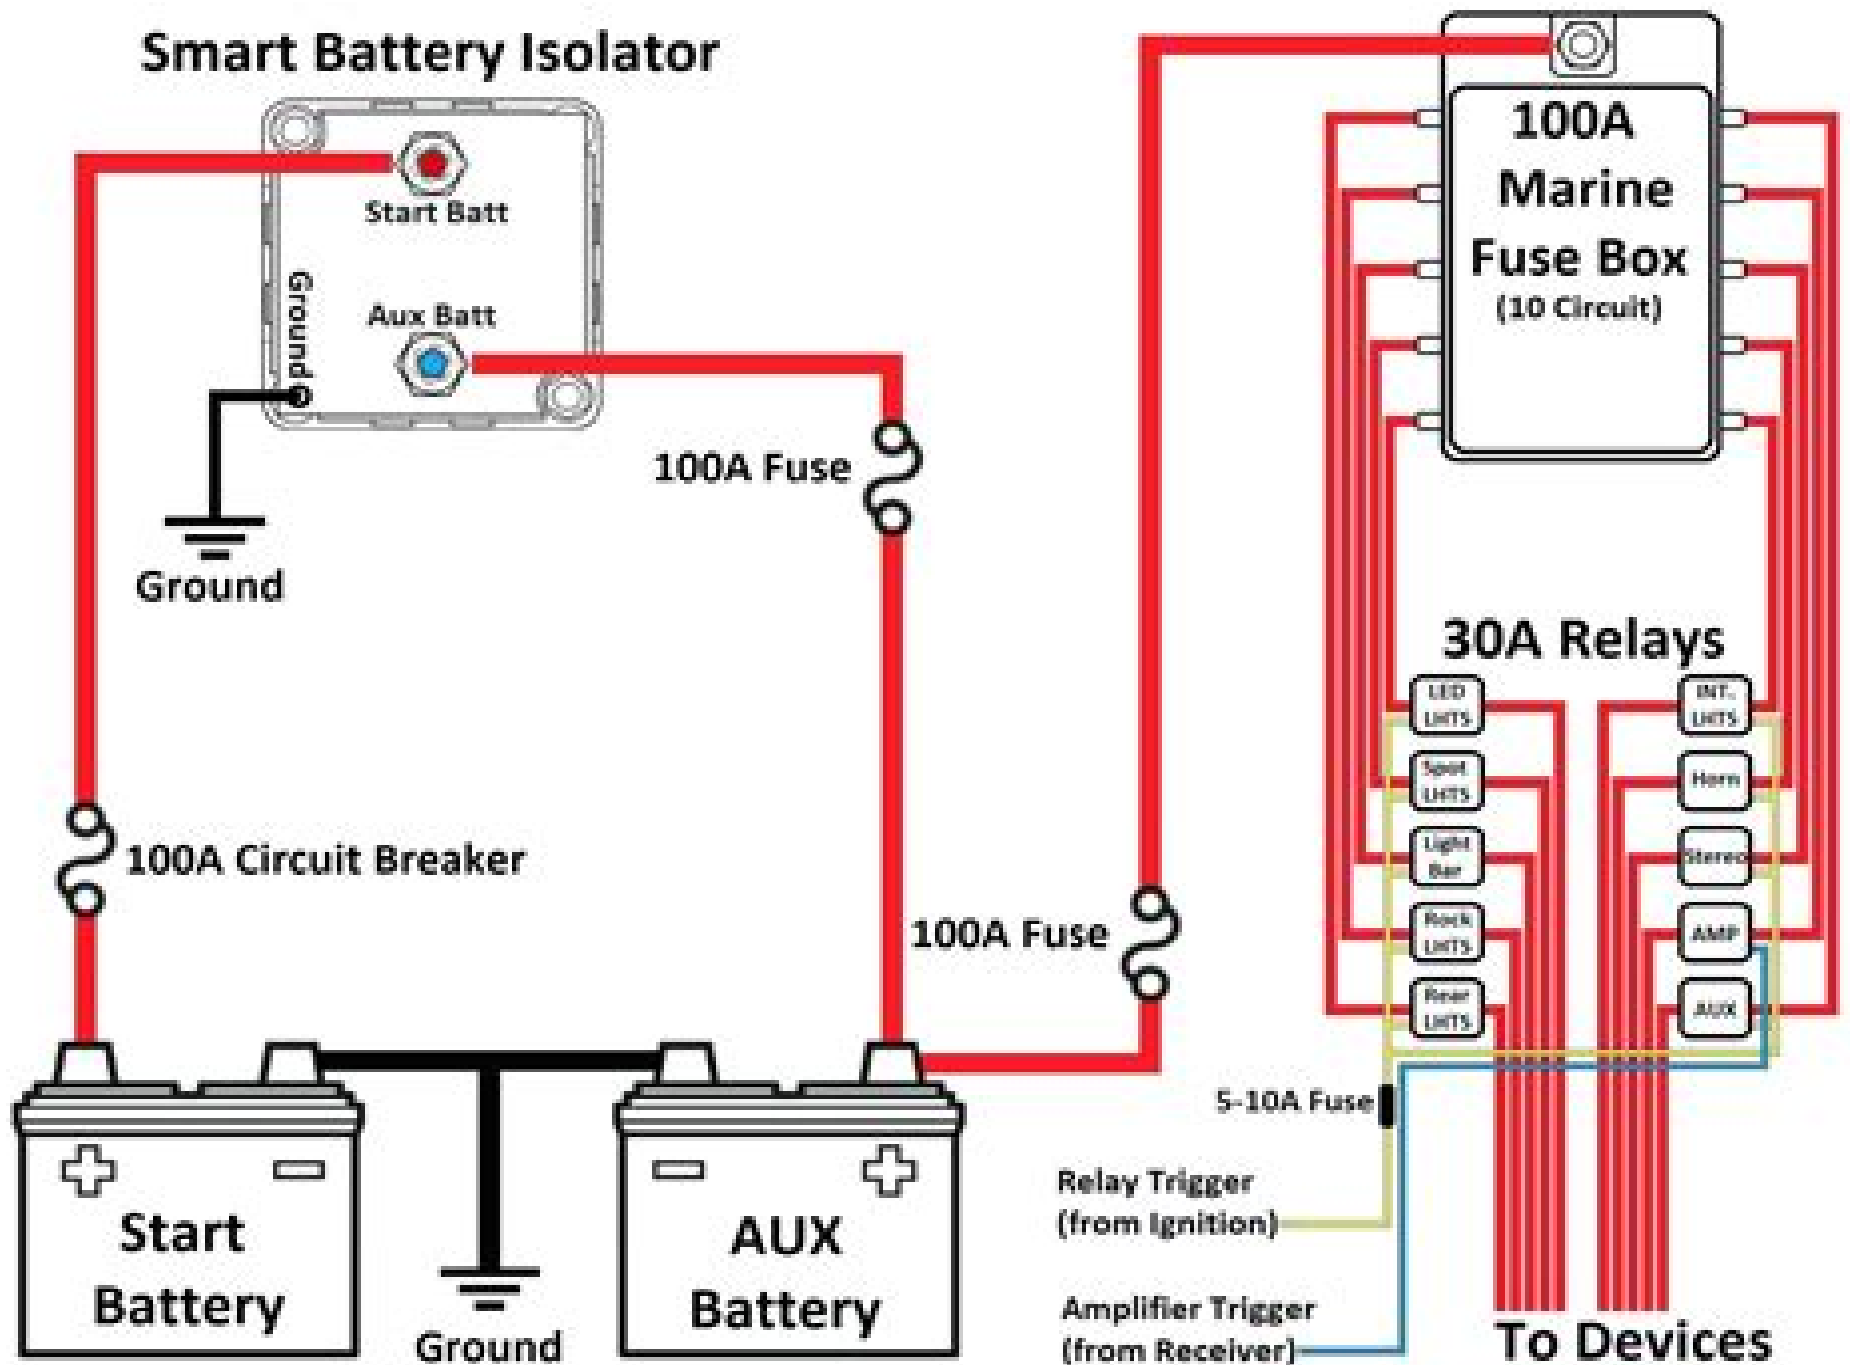 Smart Battery Isolator
Start Batt
Ground
Aux Batt
100A Fuse
Ground
100A Circuit Breaker
100A Fuse
Start
Battery
Ground
AUX
Battery
100A
Marine
Fuse Box
(10 Circuit)
30A Relays
LED
LHTS
INT.
LHTS
Spot
LHTS
Horn
Light
Bar
Stereo
Rock
LHTS
AMP
Rear
LHTS
AUX
5-10A Fuse
Relay Trigger
(from Ignition)
Amplifier Trigger
(from Receiver)
To Devices